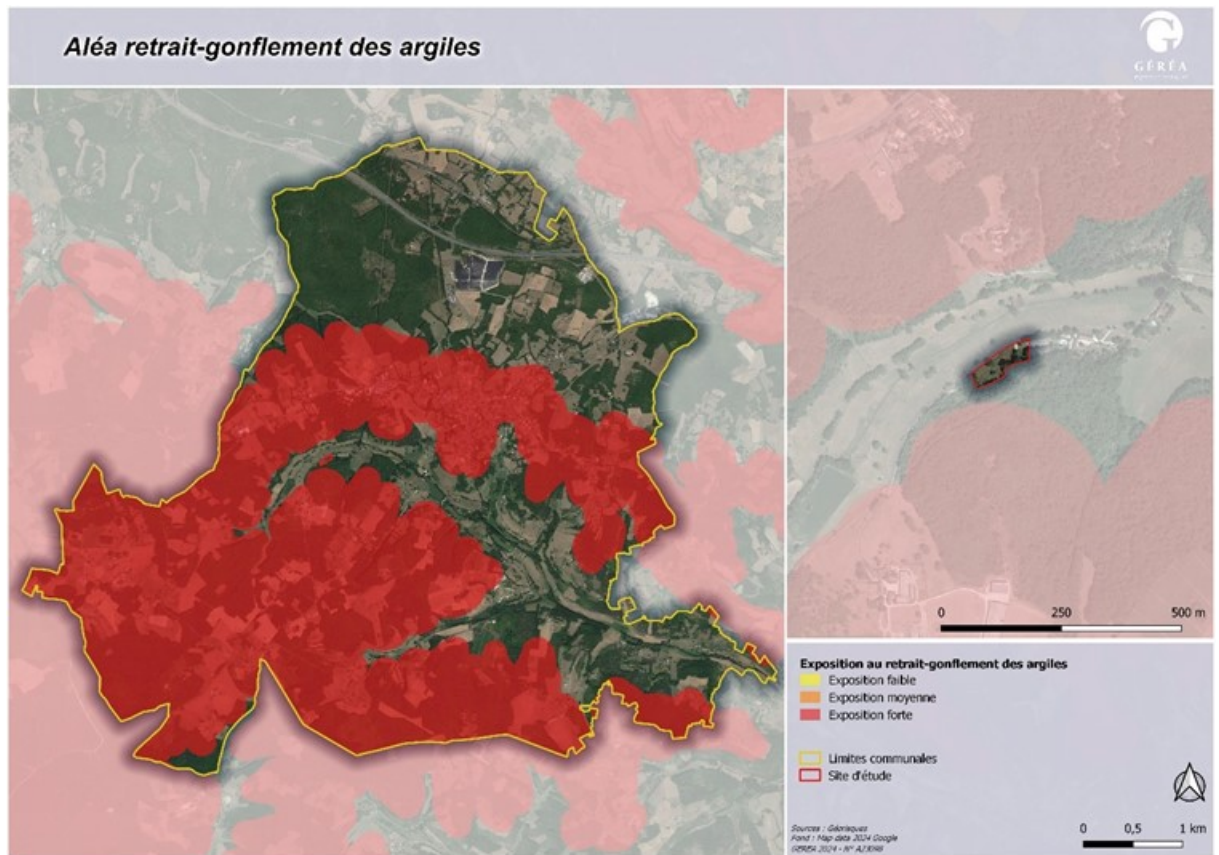 Aléa retrait-gonflement des argiles
GÉRÉA
0 250 500 m
Exposition au retrait-gonflement des argiles
Exposition faible
Exposition moyenne
Exposition forte
Limites communales
Site d'étude
Sources : Géorisques
Fond : Map data 2024 Google
GEREA 2024 - N°
0 0,5 1 km